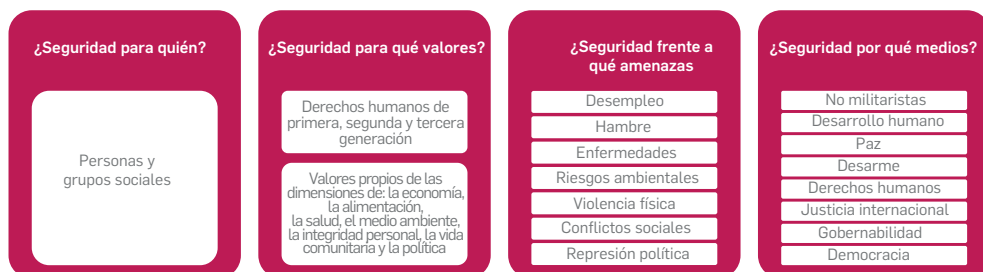 ¿Seguridad para quién?
Personas y
grupos sociales
¿Seguridad para qué valores?
Derechos humanos de
primera, segunda y tercera
generación
Valores propios de las
dimensiones de: la economía,
la alimentación,
la salud, el medio ambiente,
la integridad personal, la vida
comunitaria y la política
¿Seguridad frente a
qué amenazas
Desempleo
Hambre
Enfermedades
Riesgos ambientales
Violencia física
Conflictos sociales
Represión política
¿Seguridad por qué medios?
No militaristas
Desarrollo humano
Paz
Desarme
Derechos humanos
Justicia internacional
Gobernabilidad
Democracia